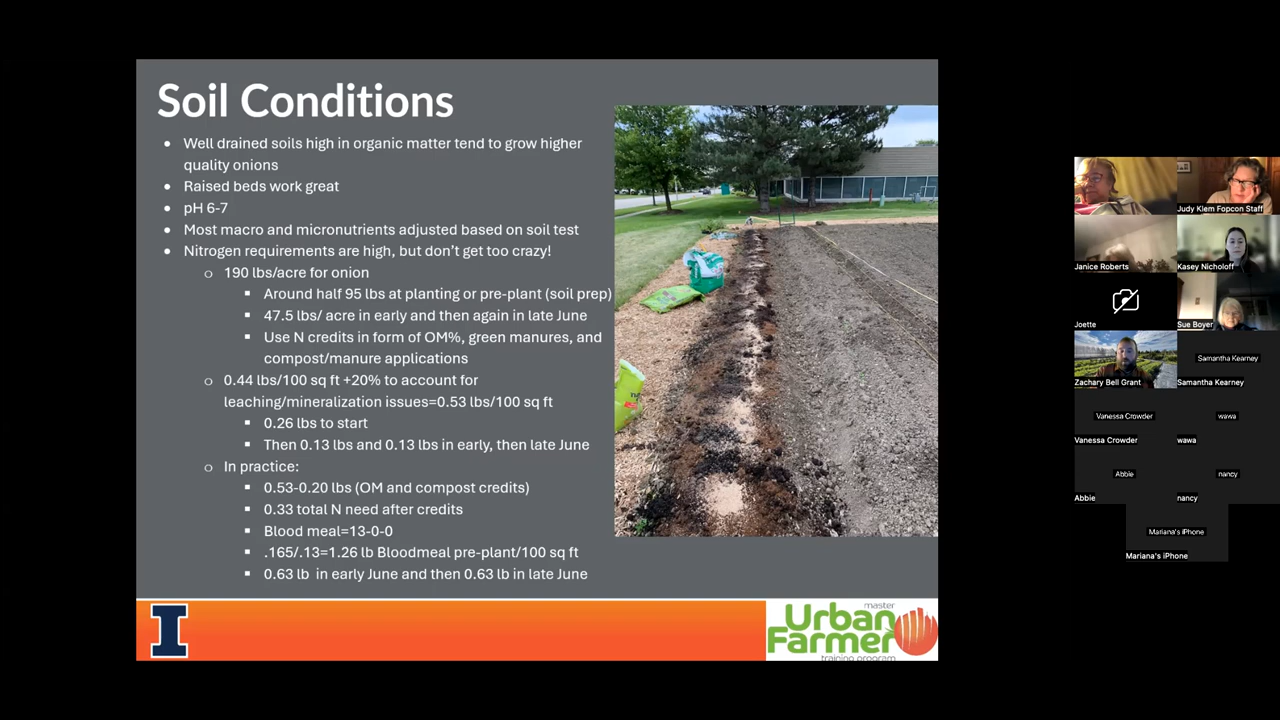 Soil Conditions
• Well drained soils high in organic matter tend to grow higher
quality onions
• Raised beds work great
• pH 6-7
• Most macro and micronutrients adjusted based on soil test
• Nitrogen requirements are high, but don't get too crazy!
o 190 lbs/acre for onion
▪ Around half 95 lbs at planting or pre-plant (soil prep)
▪ 47.5 lbs/ acre in early and then again in late June
▪ Use N credits in form of OM%, green manures, and
compost/manure applications
o 0.44 lbs/100 sq ft +20% to account for
leaching/mineralization issues=0.53 lbs/100 sq ft
▪ 0.26 lbs to start
▪ Then 0.13 lbs and 0.13 lbs in early, then late June
o In practice:
▪ 0.53-0.20 lbs (OM and compost credits)
▪ 0.33 total N need after credits
▪ Blood meal=13-0-0
▪ .165/.13=1.26 lb Bloodmeal pre-plant/100 sq ft
▪ 0.63 lb in early June and then 0.63 lb in late June
I
master
Urban
Farmer
training program
Judy Klem Fopcon Staff
Janice Roberts
Kasey Nicholoff
Joette
Sue Boyer
Zachary Bell Grant
Samantha Kearney
Samantha Kearney
Vanessa Crowder
wawa
Vanessa Crowder
wawa
Abbie
nancy
Abbie
nancy
Mariana's iPhone
Mariana's iPhone